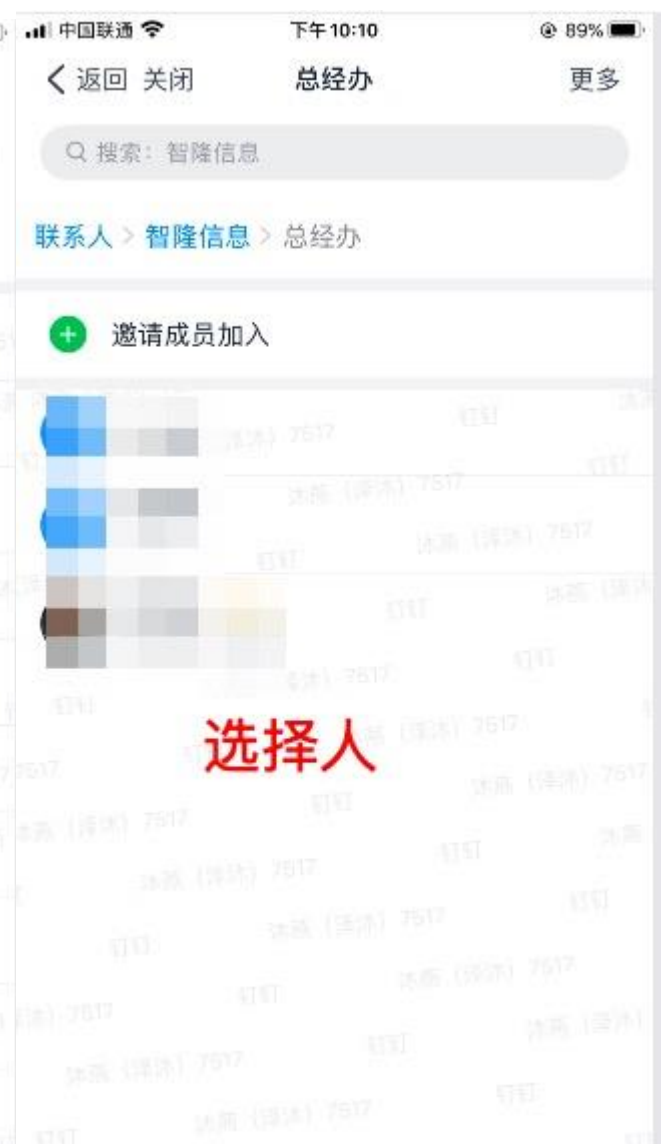 中国联通 下午10:10 89%
返回 关闭 总经办 更多
搜索：智隆信息
联系人 > 智隆信息 > 总经办
邀请成员加入
钉钉
选择人